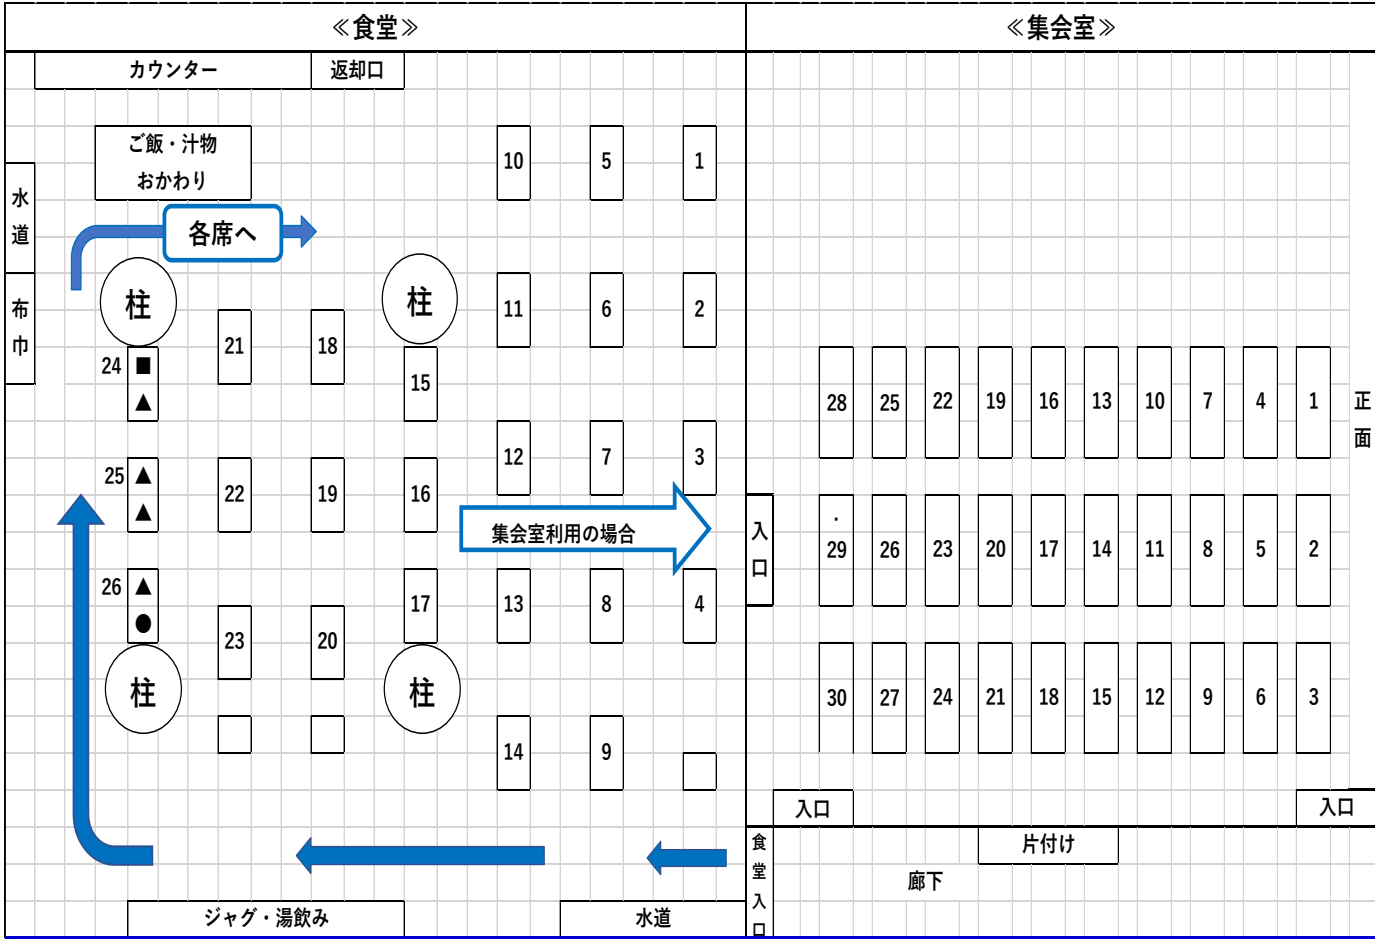 ≪食堂≫
≪集会室≫
カウンター
返却口
ご飯・汁物
おかわり
水道
各席へ
布巾
柱
柱
10 5 1
11 6 2
21 18
24 ■
▲
15
12 7 3
25 ▲
▲
22 19 16
集会室利用の場合
26 ▲
●
17 13 8 4
23 20
柱
柱
14 9
ジャグ・湯飲み
水道
28 25 22 19 16 13 10 7 4 1
正面
入口
.
29 26 23 20 17 14 11 8 5 2
30 27 24 21 18 15 12 9 6 3
入口
入口
食堂入口
片付け
廊下